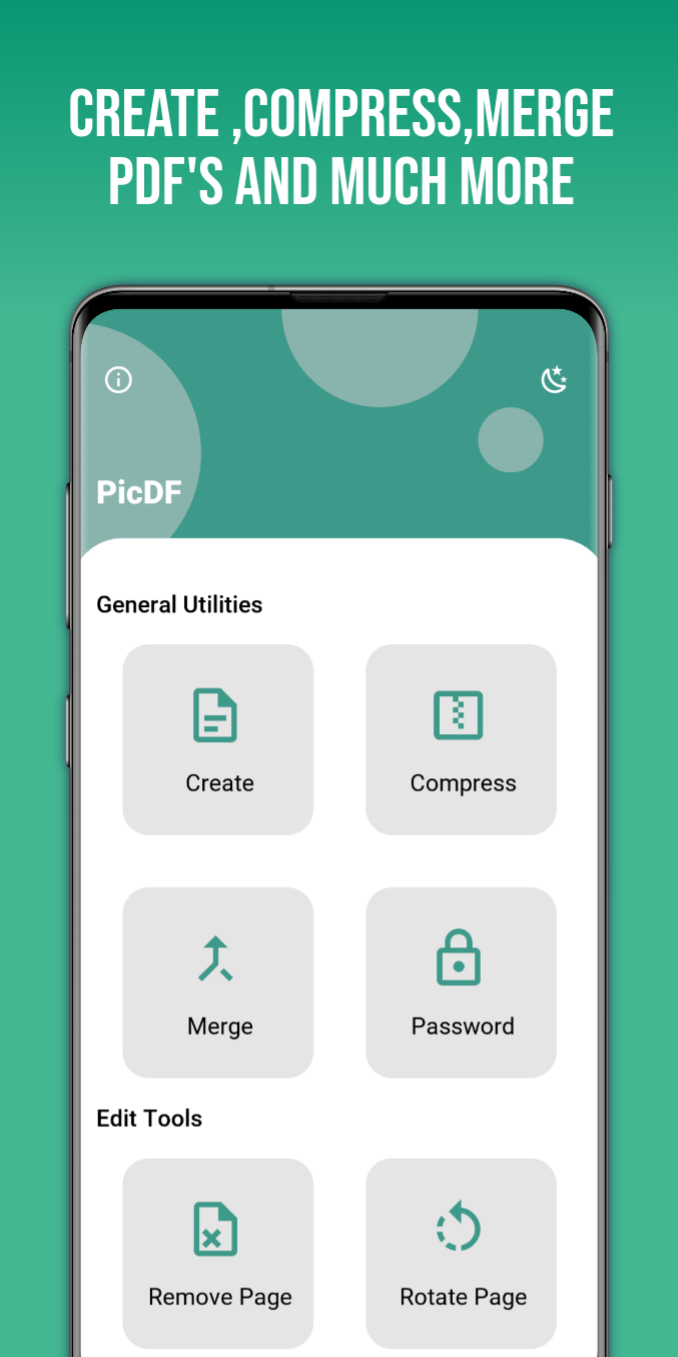 CREATE ,COMPRESS,MERGE
PDF'S AND MUCH MORE
PicDF
General Utilities
Create
Compress
Merge
Password
Edit Tools
Remove Page
Rotate Page